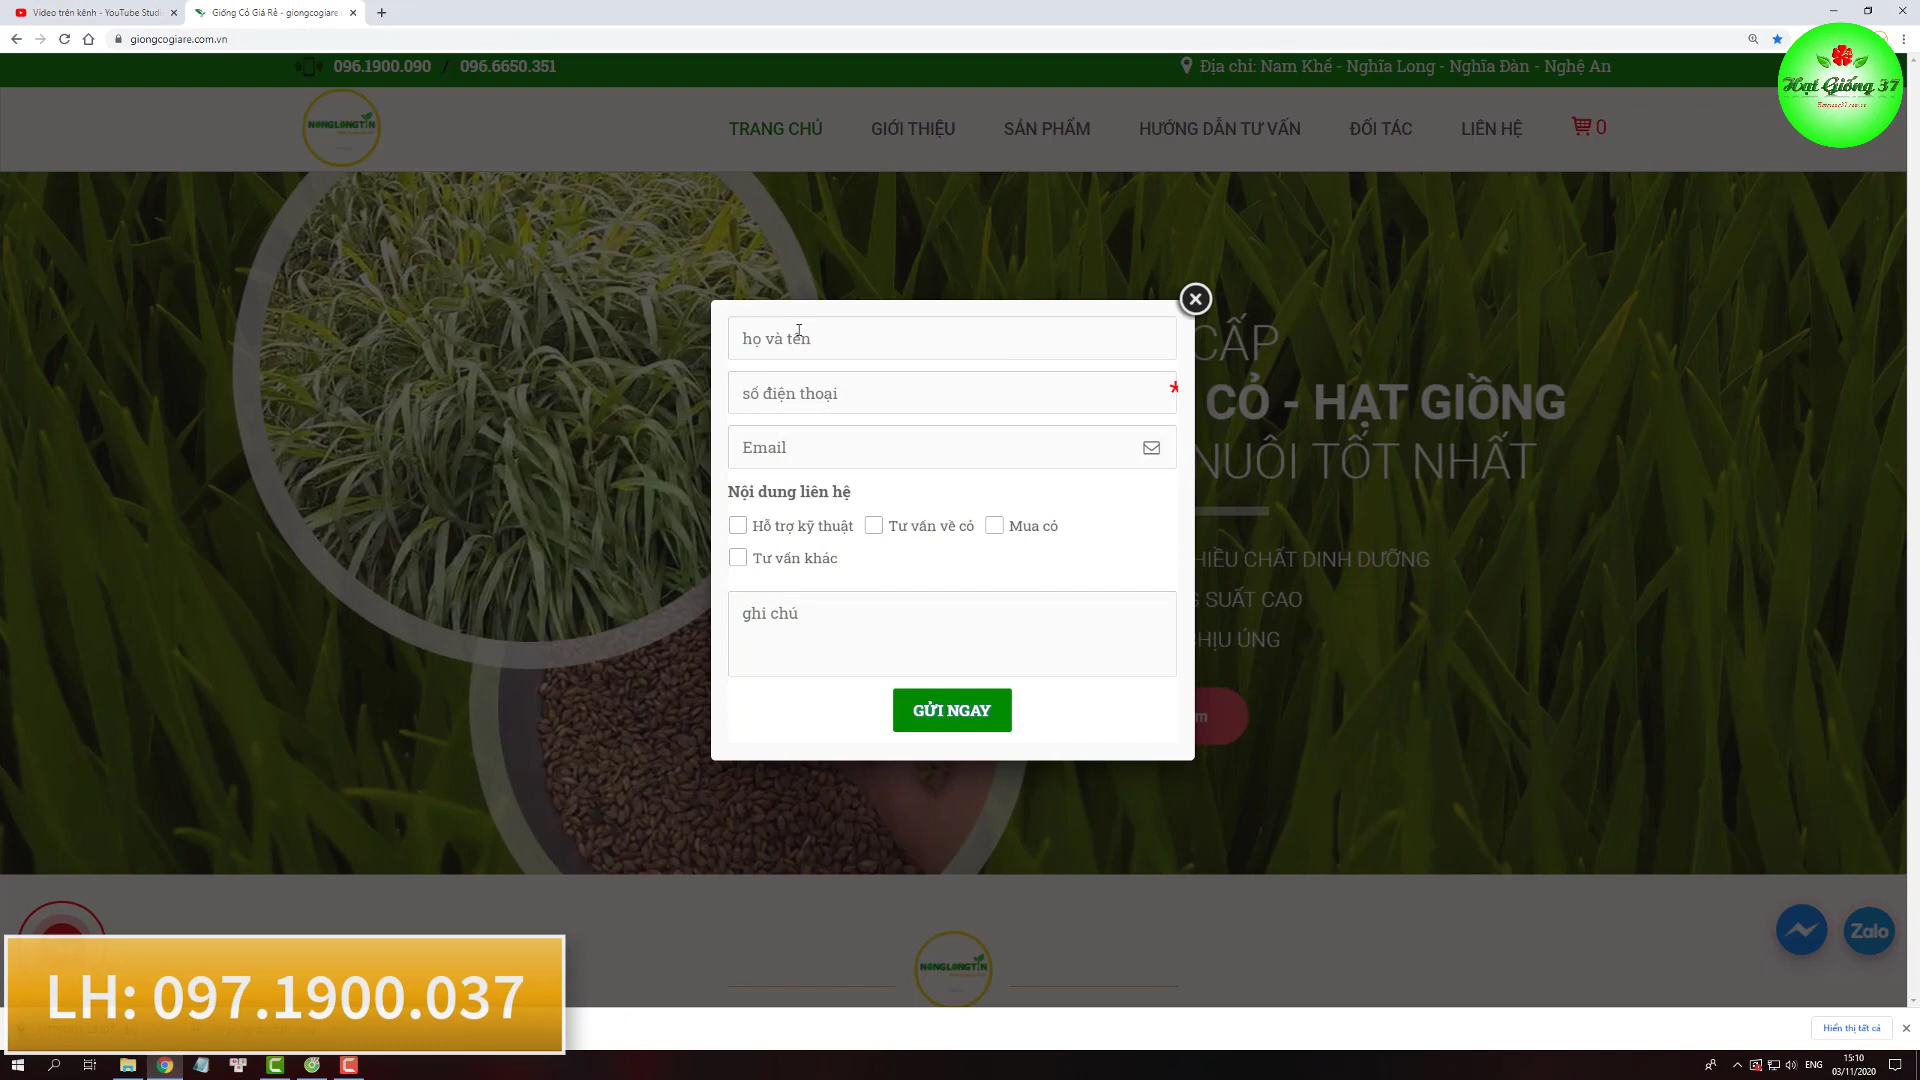 Video trên kênh - YouTube Studi
Giống Cỏ Giá Rẻ - giongcogiare.
giongcogiare.com.vn
096.1900.090 / 096.6650.351
Địa chỉ: Nam Khế - Nghĩa Long - Nghĩa Đàn - Nghệ An
Hạt Giống 37
NONGLONGTIN
TRANG CHỦ
GIỚI THIỆU
SẢN PHẨM
HƯỚNG DẪN TƯ VẤN
ĐỐI TÁC
LIÊN HỆ
0
họ và tên
số điện thoại
*
Email
Nội dung liên hệ
Hỗ trợ kỹ thuật
Tư vấn về cỏ
Mua cỏ
Tư vấn khác
ghi chú
GỬI NGAY
CẤP
CỎ - HẠT GIỒNG
NUÔI TỐT NHẤT
HIỀU CHẤT DINH DƯỠNG
SUẤT CAO
CHỊU ÚNG
m
Zalo
NONGLONGTIN
LH: 097.1900.037
Hiển thị tất cả
ENG
15:10
03/11/2020